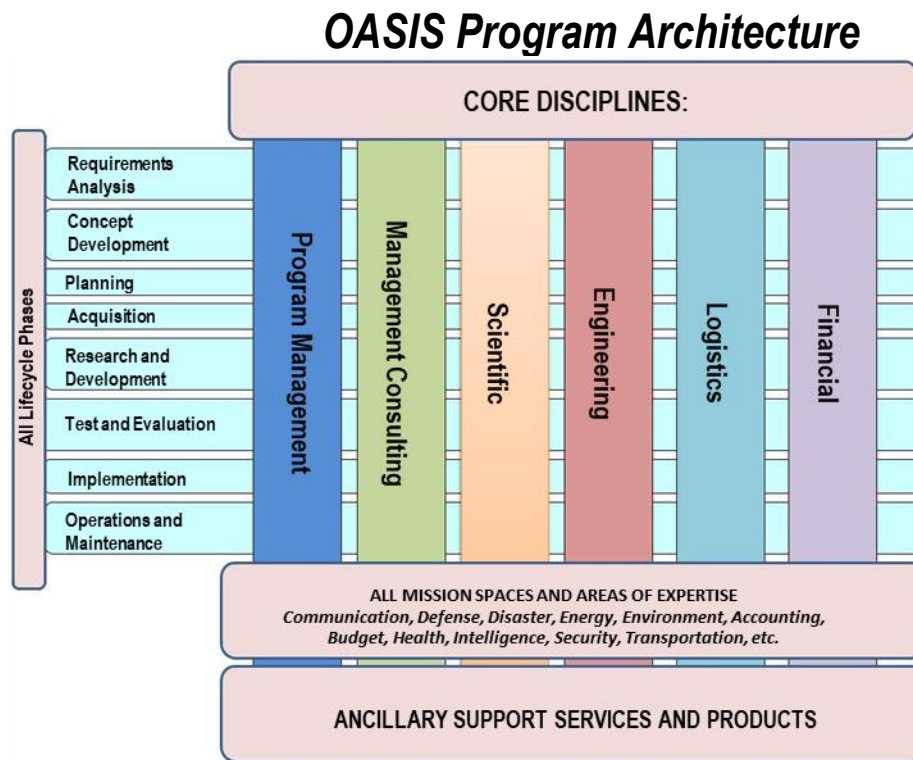 OASIS Program Architecture
CORE DISCIPLINES:
All Lifecycle Phases
Requirements
Analysis
Concept
Development
Planning
Acquisition
Research and
Development
Test and Evaluation
Implementation
Operations and
Maintenance
Program Management
Management Consulting
Scientific
Engineering
Logistics
Financial
ALL MISSION SPACES AND AREAS OF EXPERTISE
Communication, Defense, Disaster, Energy, Environment, Accounting,
Budget, Health, Intelligence, Security, Transportation, etc.
ANCILLARY SUPPORT SERVICES AND PRODUCTS